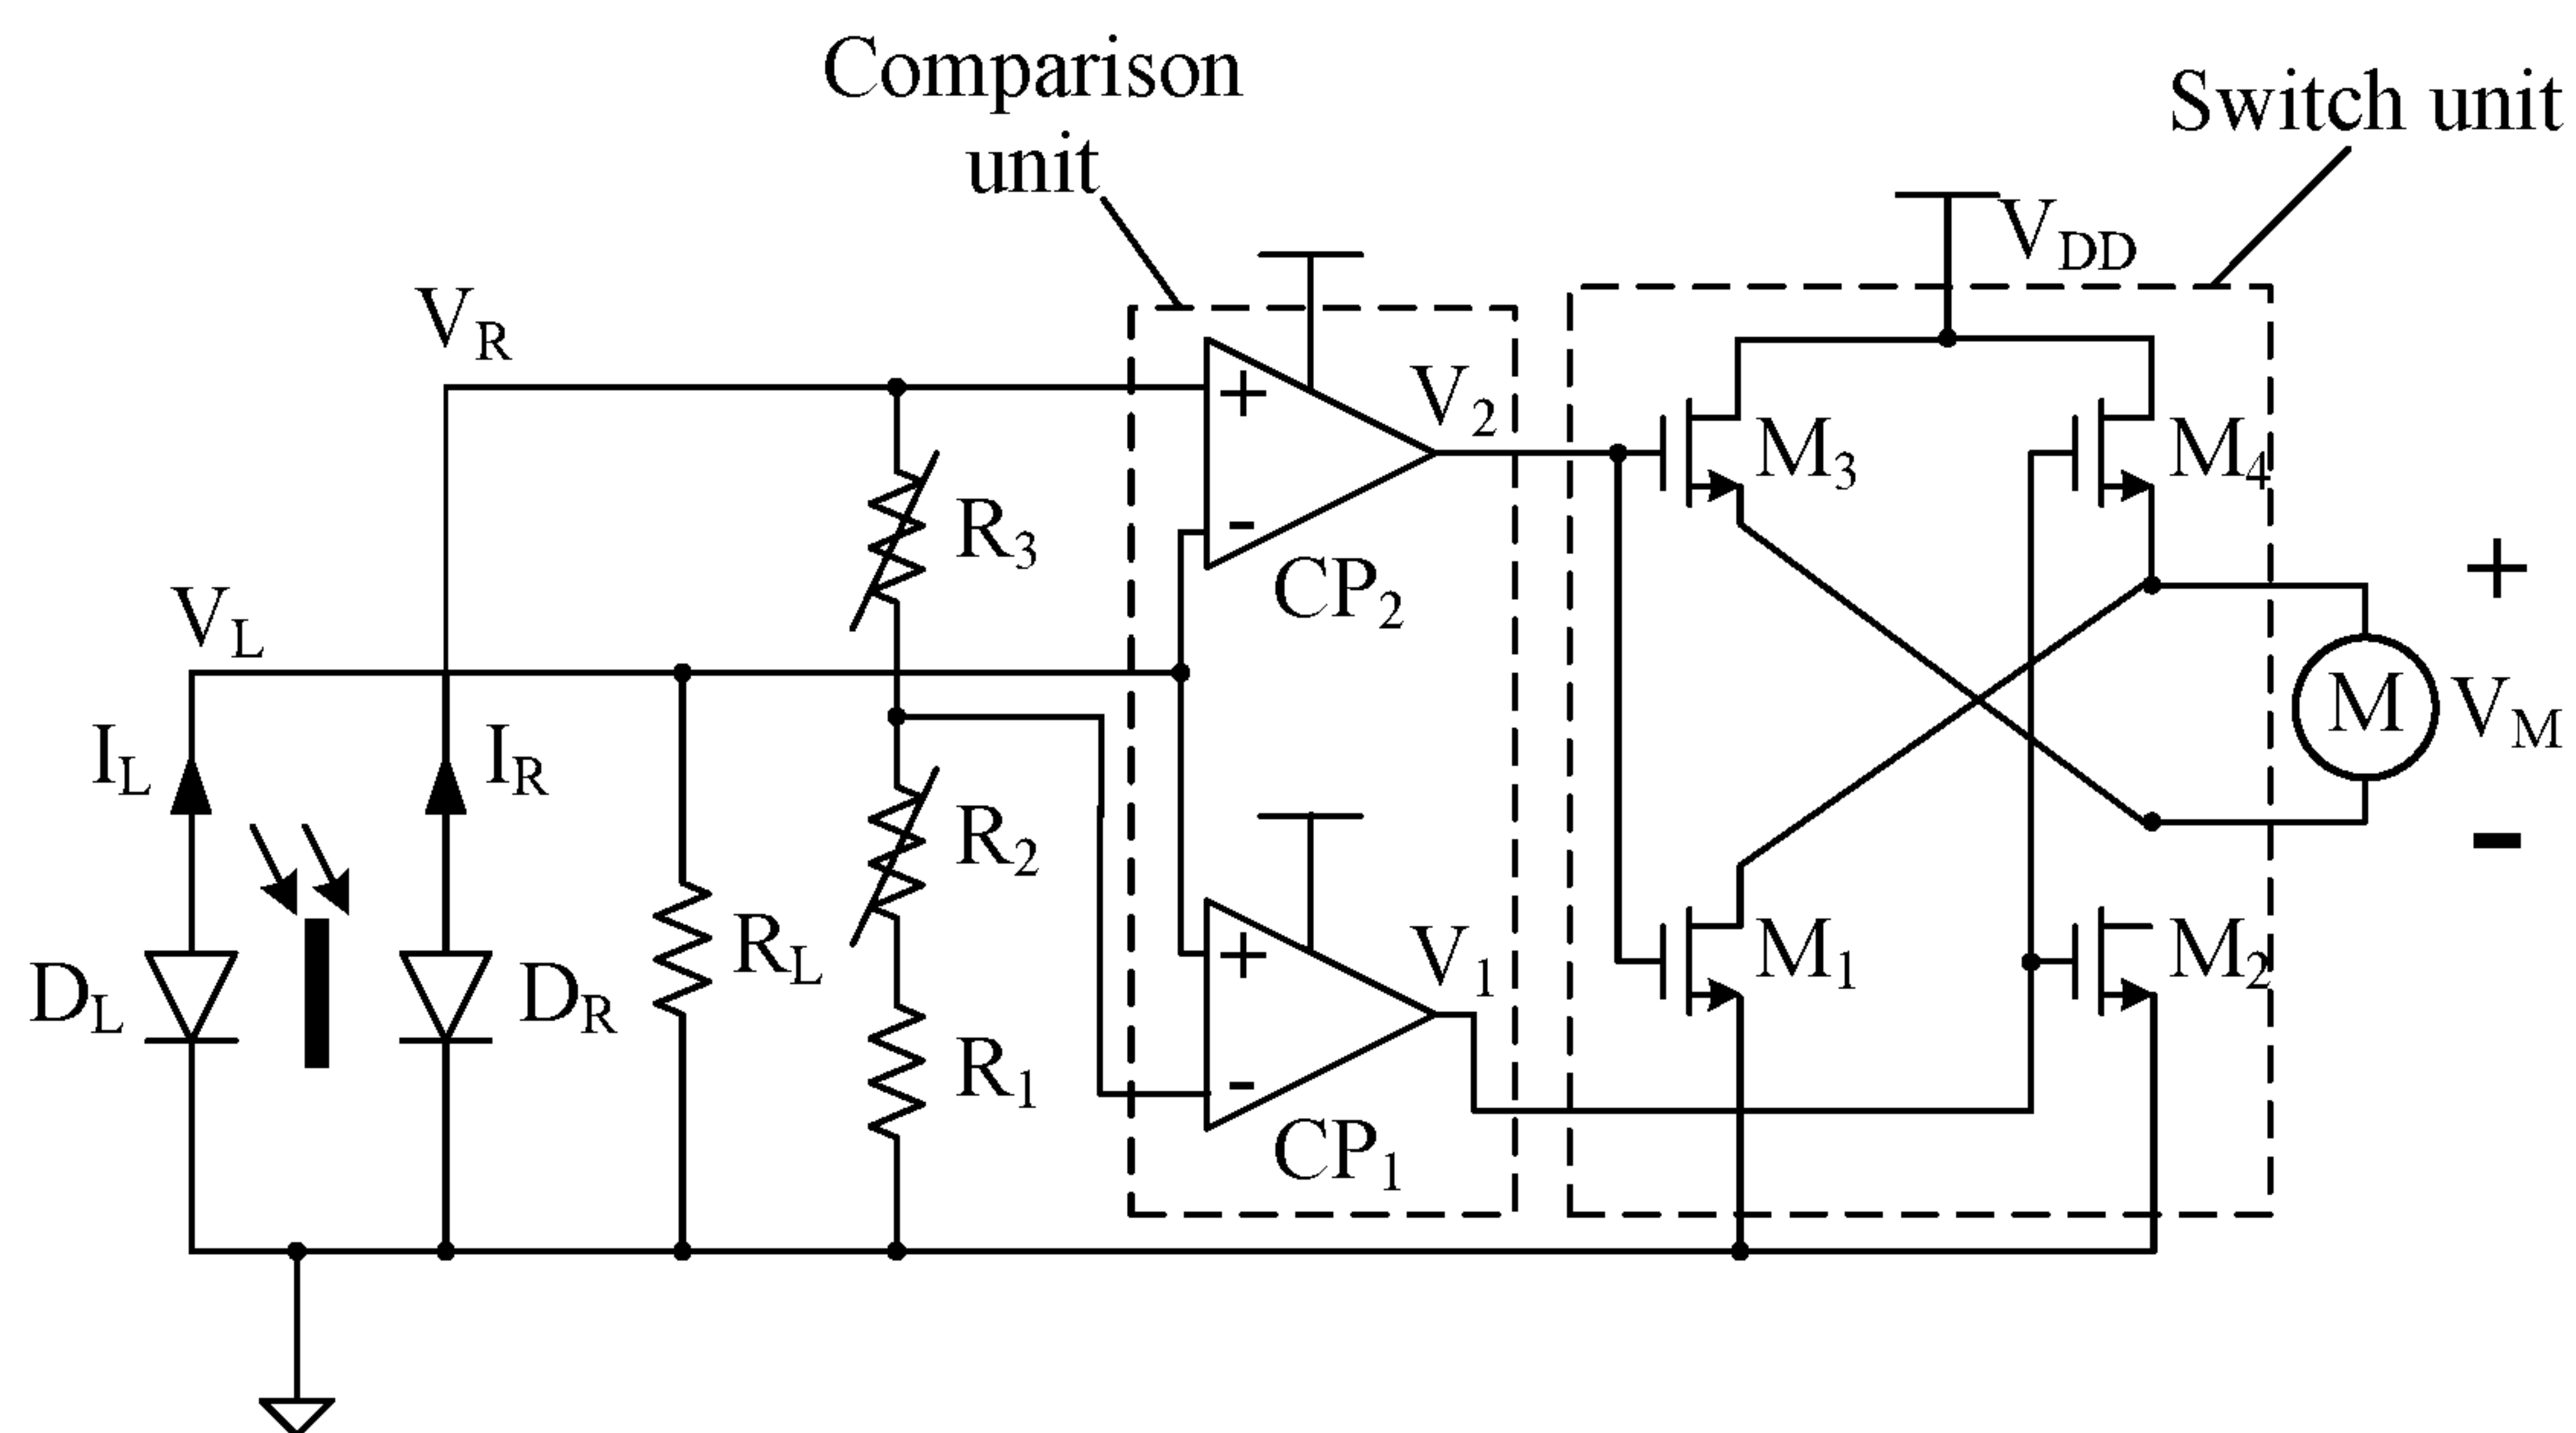 Comparison
unit
Switch unit
V_DD
V_R
V_2
M_3
M_4
R_3
CP_2
V_L
+
-
+
M
V_M
-
I_L
I_R
R_2
D_L
D_R
R_L
V_1
M_1
M_2
+
-
R_1
CP_1